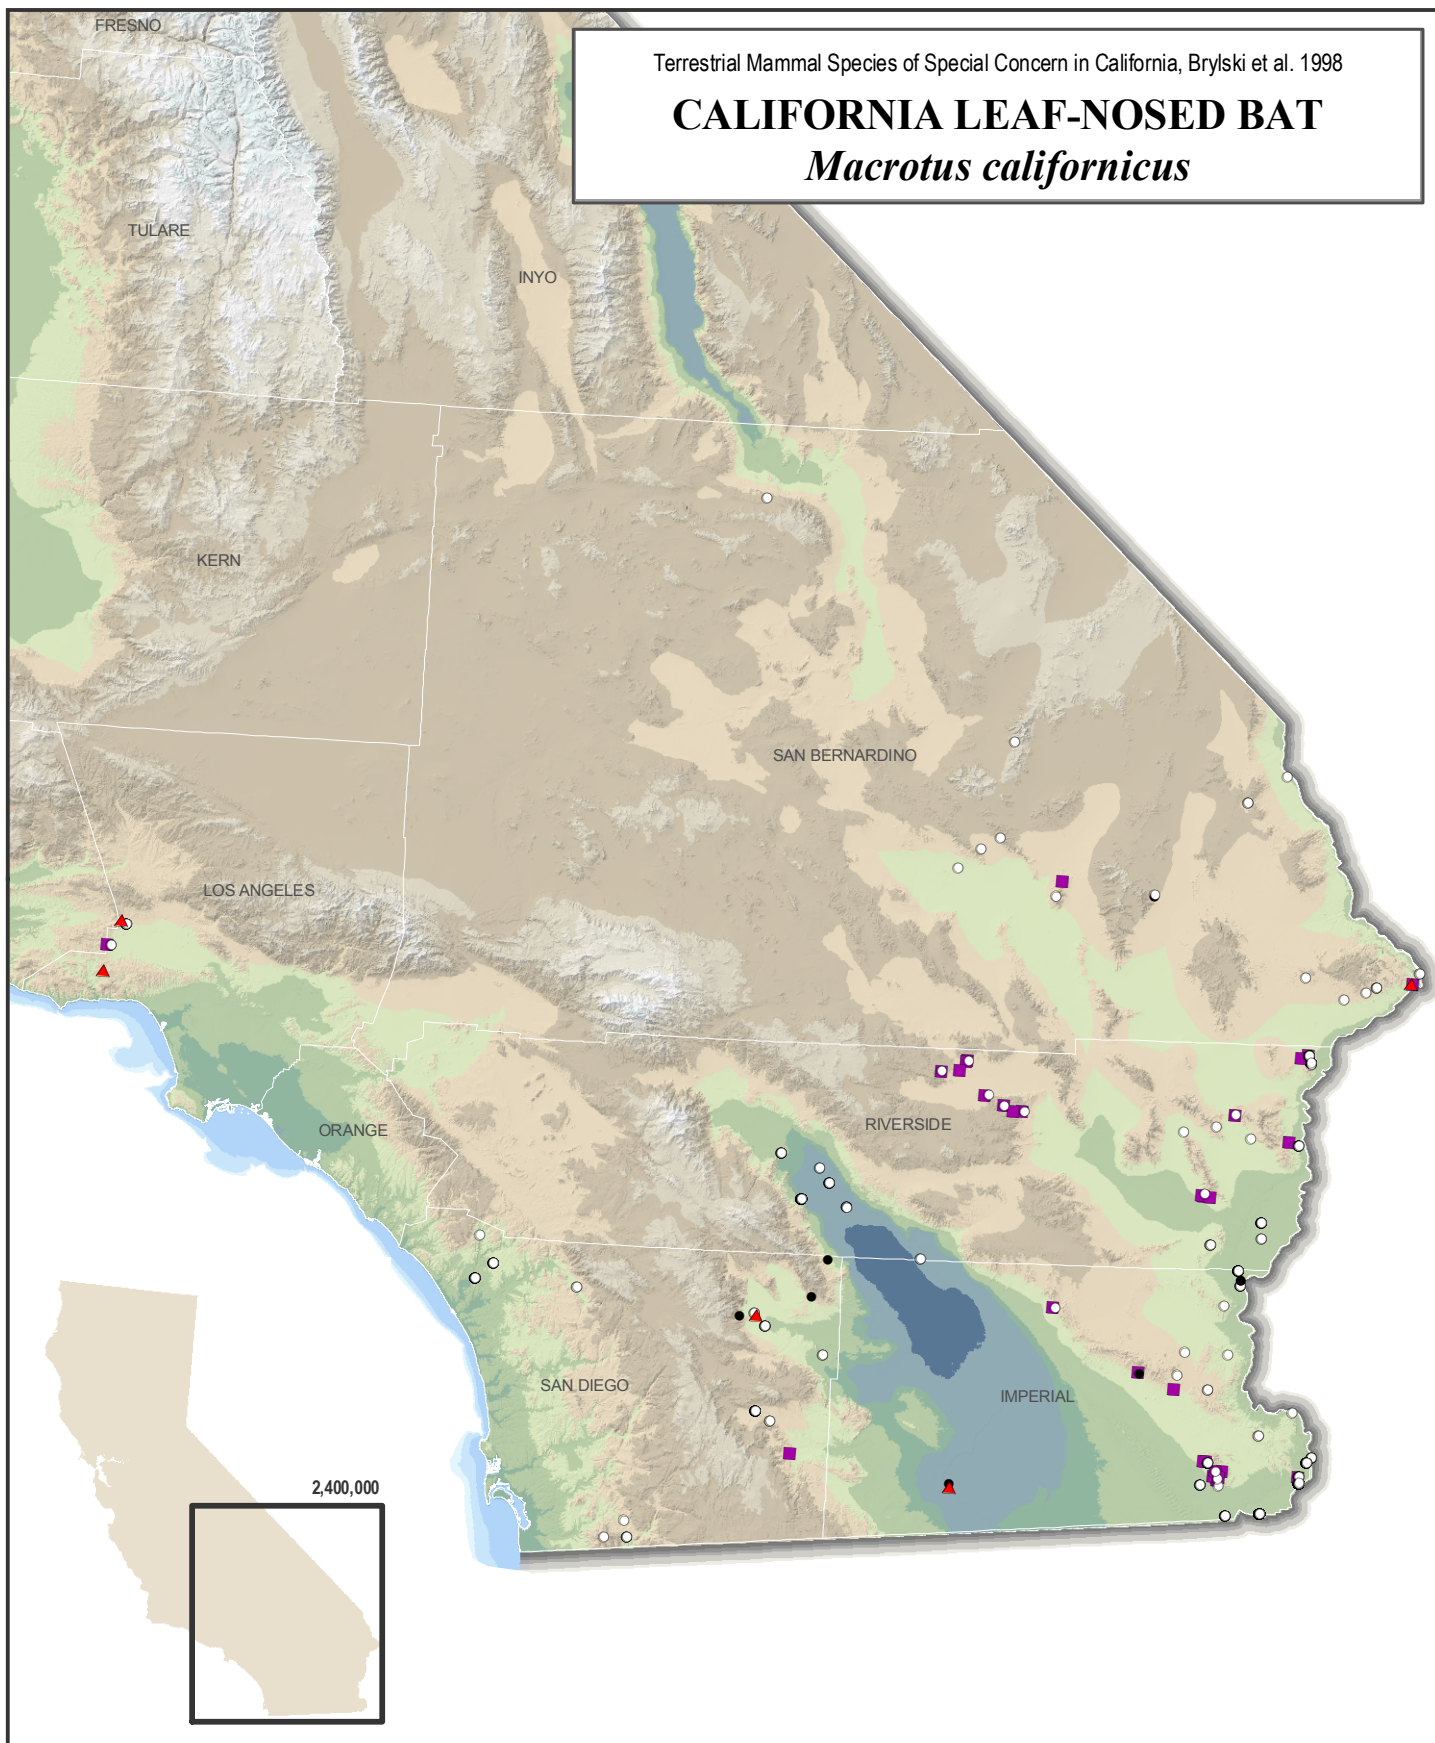 Terrestrial Mammal Species of Special Concern in California, Brylski et al. 1998
CALIFORNIA LEAF-NOSED BAT
Macrotus californicus
FRESNO
TULARE
INYO
KERN
SAN BERNARDINO
LOS ANGELES
RIVERSIDE
ORANGE
SAN DIEGO
IMPERIAL
2,400,000